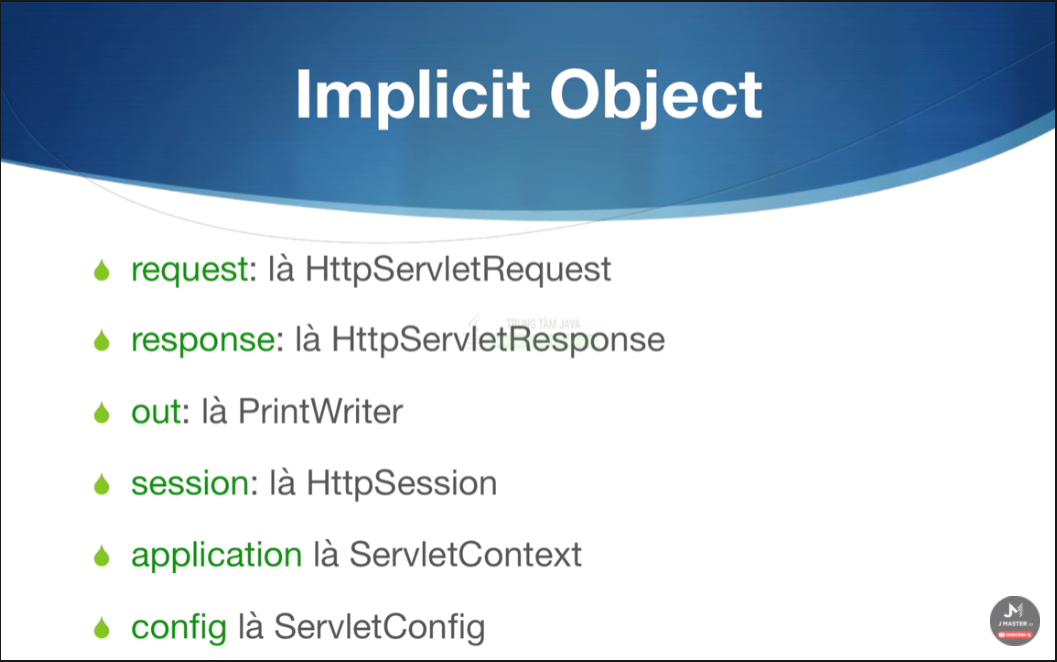 Implicit Object
request: là HttpServletRequest
TRUNG TÂM JAVA
response: là HttpServletResponse
out: là PrintWriter
session: là HttpSession
application là ServletContext
config là ServletConfig
JM
J MASTER
SUBSCRIBE